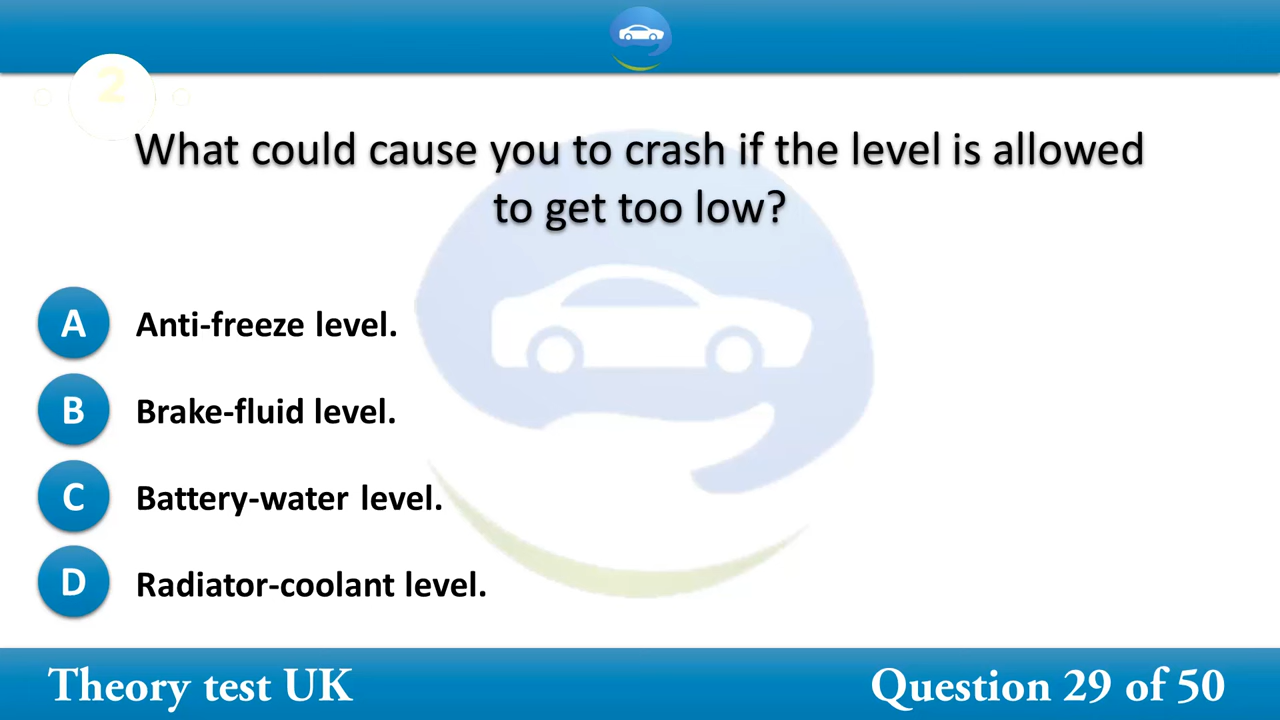 2
What could cause you to crash if the level is allowed
to get too low?
A Anti-freeze level.
B Brake-fluid level.
C Battery-water level.
D Radiator-coolant level.
Theory test UK
Question 29 of 50